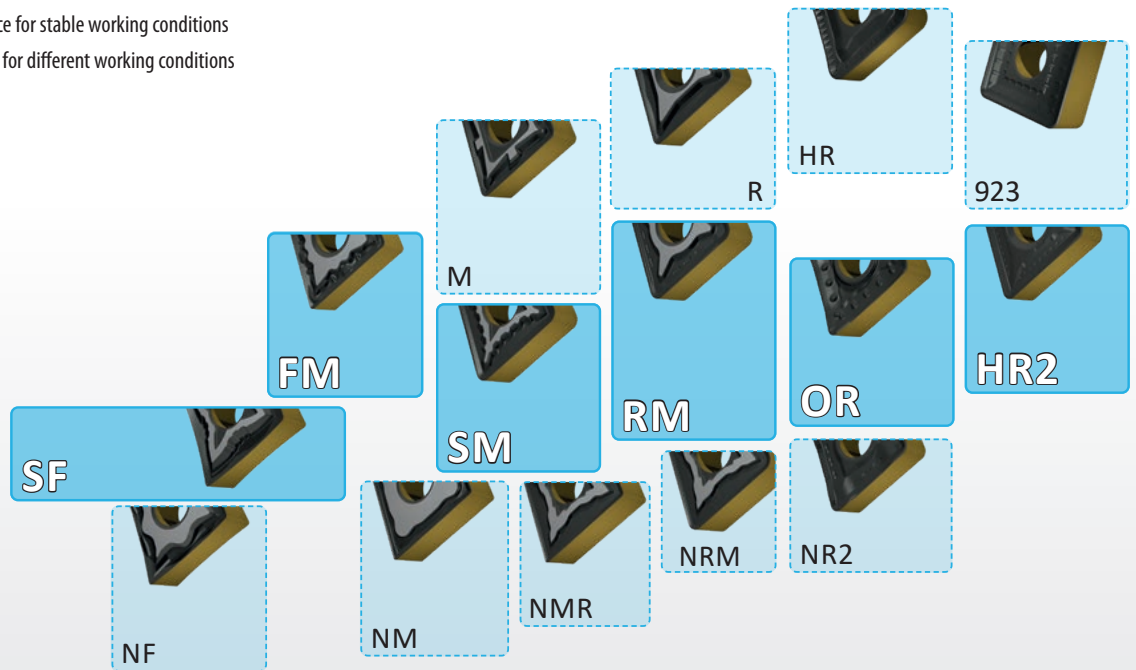 for stable working conditions
for different working conditions
HR
R
923
M
FM
SM
RM
OR
HR2
SF
NRM
NR2
NMR
NM
NF